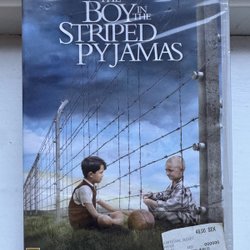 THE
BOY IN THE
STRIPED
PYJAMAS